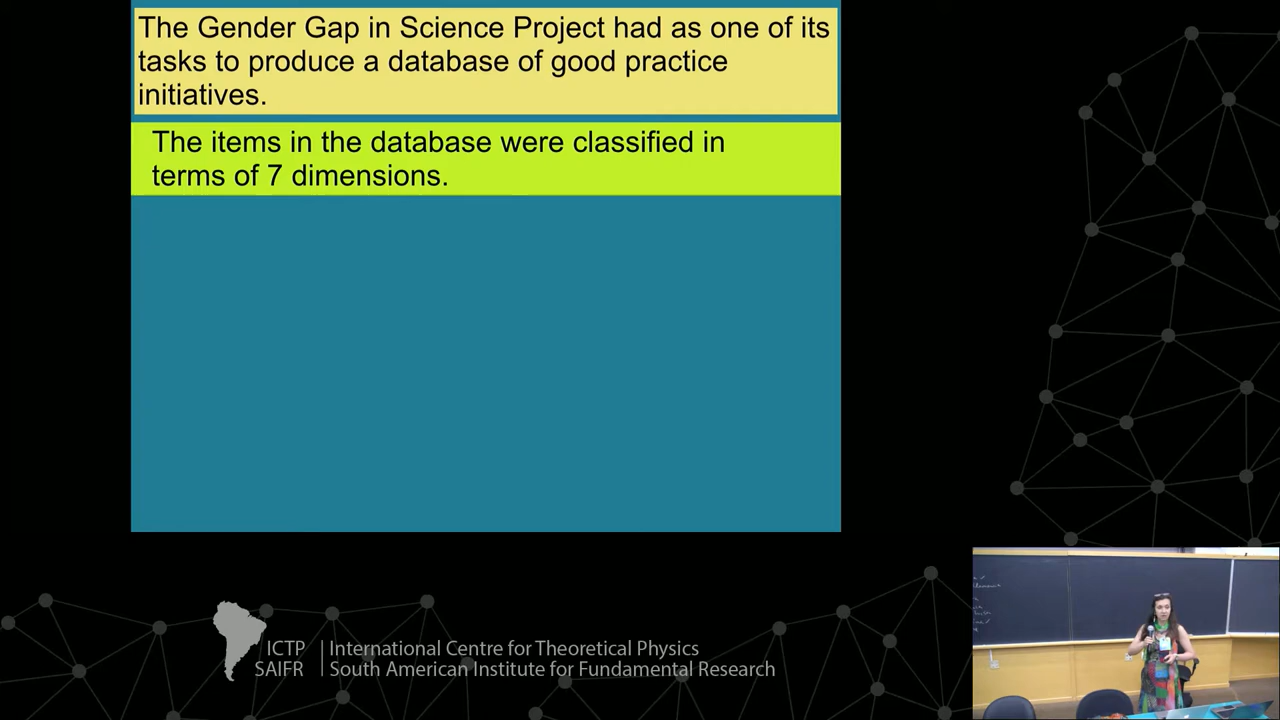 The Gender Gap in Science Project had as one of its
tasks to produce a database of good practice
initiatives.
The items in the database were classified in
terms of 7 dimensions.
ICTP
SAIFR
International Centre for Theoretical Physics
South American Institute for Fundamental Research